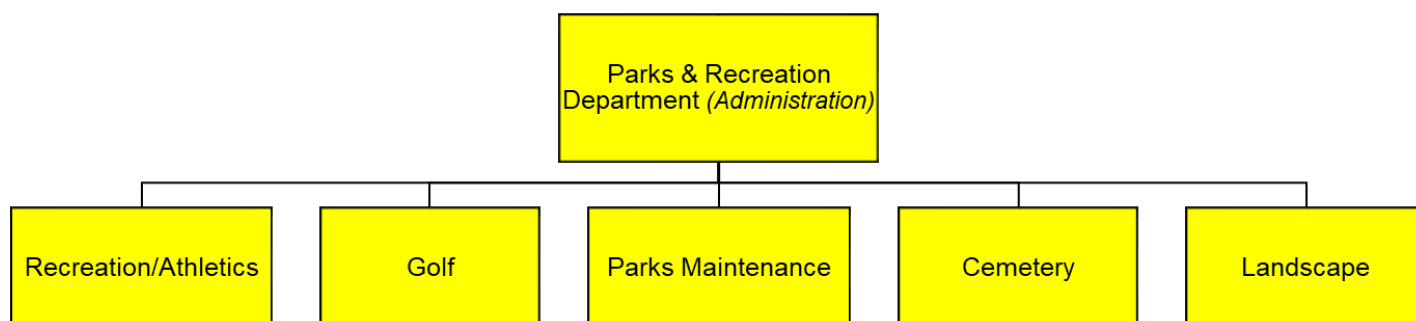 Parks & Recreation
Department (Administration)
Recreation/Athletics
Golf
Parks Maintenance
Cemetery
Landscape